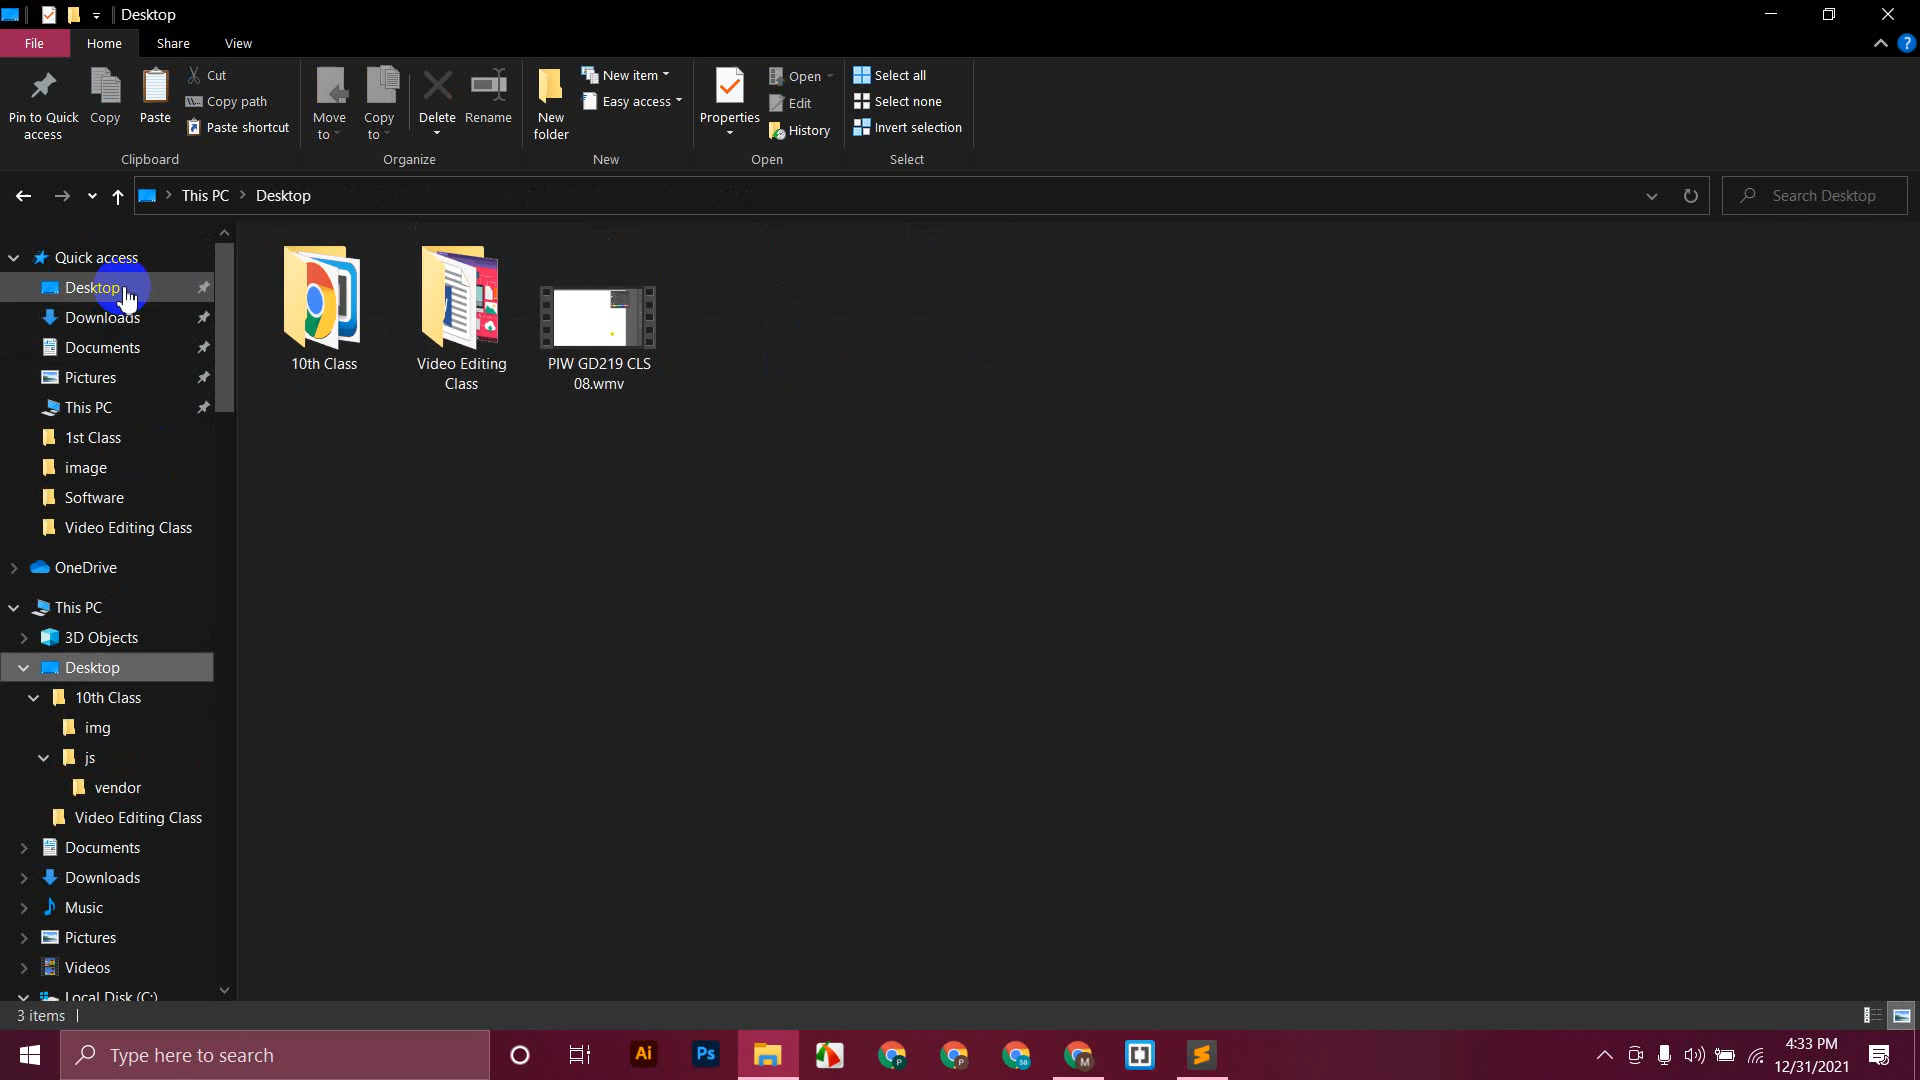 Desktop
File Home Share View
Pin to Quick access
Copy
Paste
Cut
Copy path
Paste shortcut
Clipboard
Move to
Copy to
Delete
Rename
Organize
New folder
New item
Easy access
New
Properties
Open
Edit
History
Open
Select all
Select none
Invert selection
Select
This PC > Desktop
Search Desktop
Quick access
Desktop
Downloads
Documents
Pictures
This PC
1st Class
image
Software
Video Editing Class
OneDrive
This PC
3D Objects
Desktop
10th Class
img
js
vendor
Video Editing Class
Documents
Downloads
Music
Pictures
Videos
Local Disk (C:)
10th Class
Video Editing
Class
PIW GD219 CLS
08.wmv
3 items
Type here to search
Ai
Ps
P
P
sa
M
4:33 PM
12/31/2021